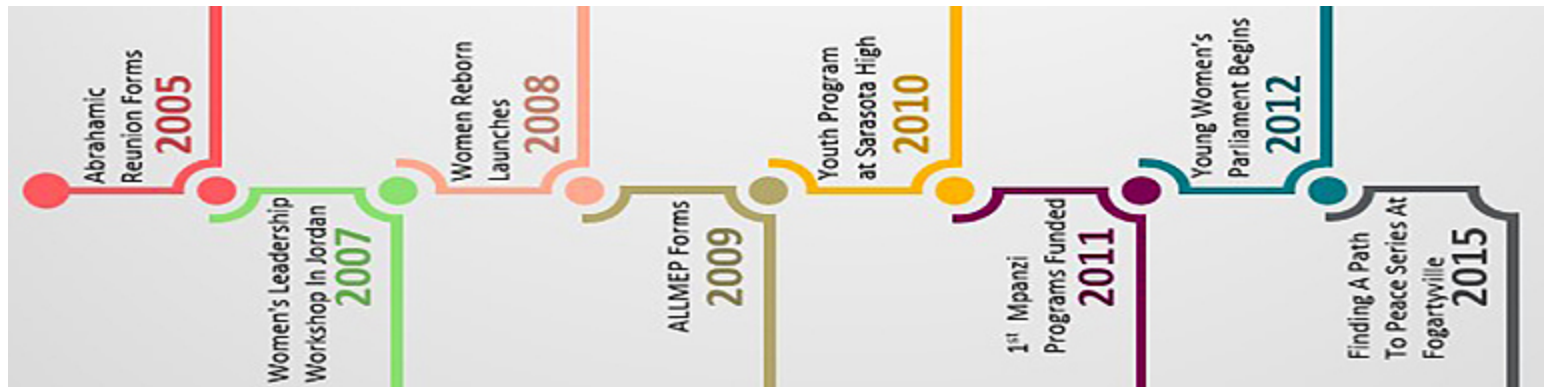 Abrahamic
Reunion Forms
2005
Women's Leadership
Workshop In Jordan
2007
Women Reborn
Launches
2008
ALLMEP Forms
2009
Youth Program
at Sarasota High
2010
1st Mpanzi
Programs Funded
2011
Young Women's
Parliament Begins
2012
Finding A Path
To Peace Series At
Fogartyville
2015